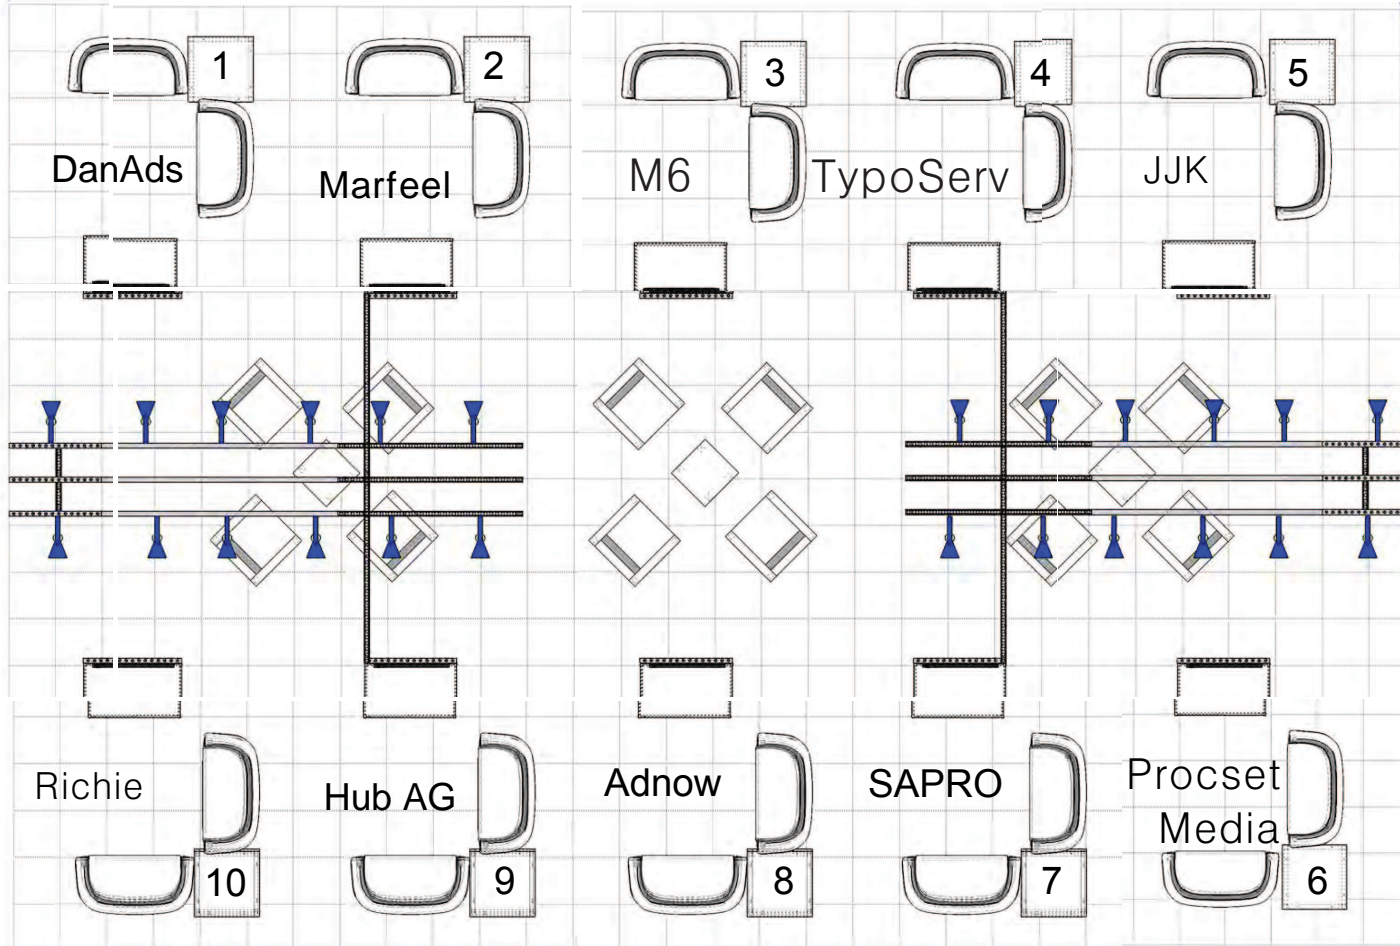 1
2
3
4
5
DanAds
Marfeel
M6
TypoServ
JJK
Richie
Hub AG
Adnow
SAPRO
Procset
Media
10
9
8
7
6